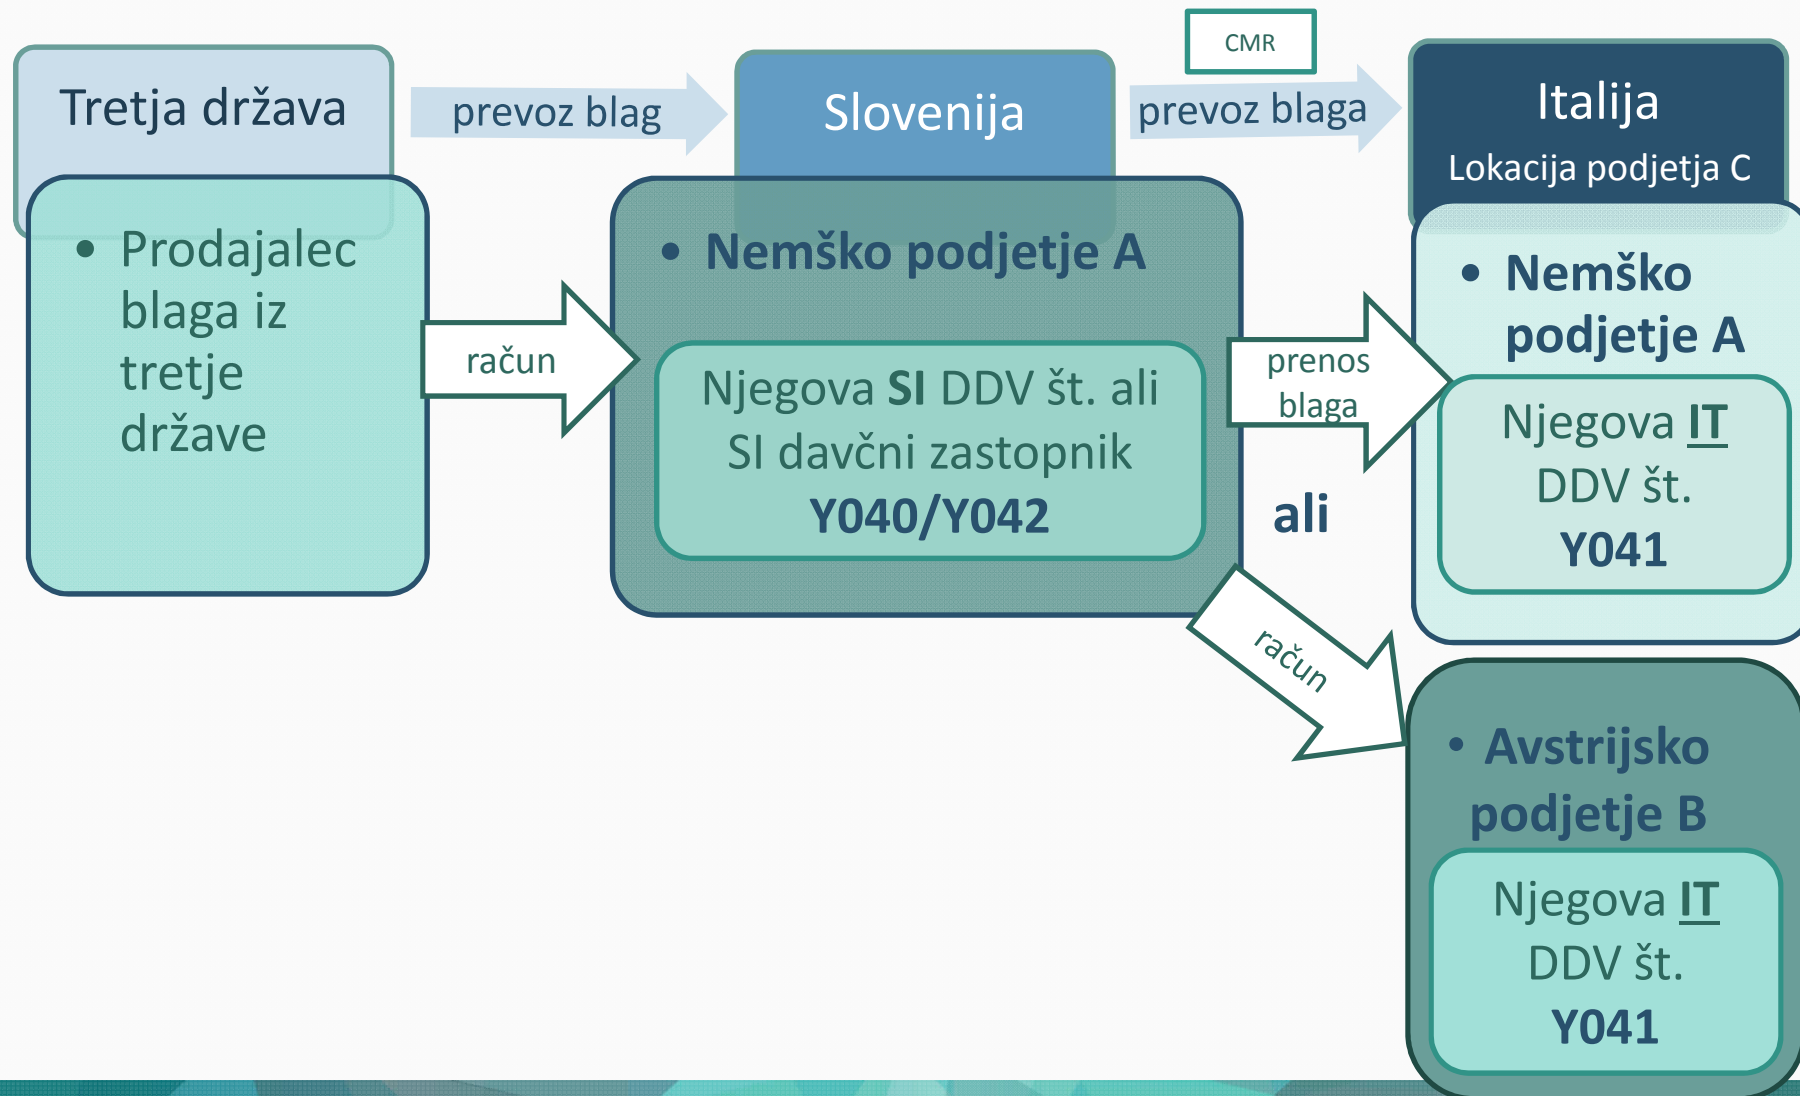 Tretja država
prevoz blag
Slovenija
CMR
prevoz blaga
Italija
Lokacija podjetja C
• Prodajalec
blaga iz
tretje
države
račun
• Nemško podjetje A
Njegova SI DDV št. ali
SI davčni zastopnik
Y040/Y042
prenos
blaga
ali
račun
• Nemško
podjetje A
Njegova IT
DDV št.
Y041
• Avstrijsko
podjetje B
Njegova IT
DDV št.
Y041